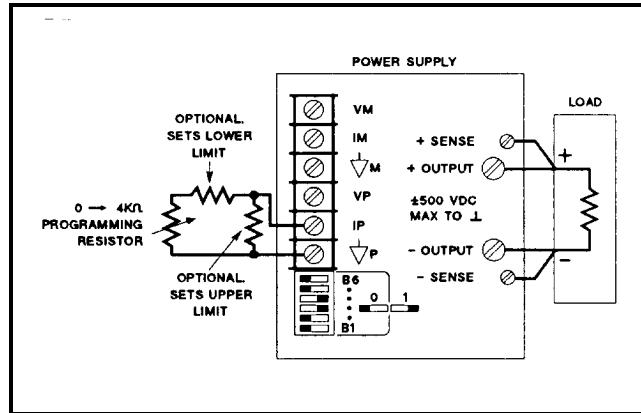 POWER SUPPLY
LOAD
OPTIONAL.
SETS LOWER
LIMIT
0 → 4KΩ
PROGRAMMING
RESISTOR
OPTIONAL.
SETS UPPER
LIMIT
VM
IM
▽M
VP
IP
▽P
+ SENSE
+ OUTPUT
±500 VDC
MAX TO ⊥
- OUTPUT
- SENSE
+
-
B6
0 1
B1